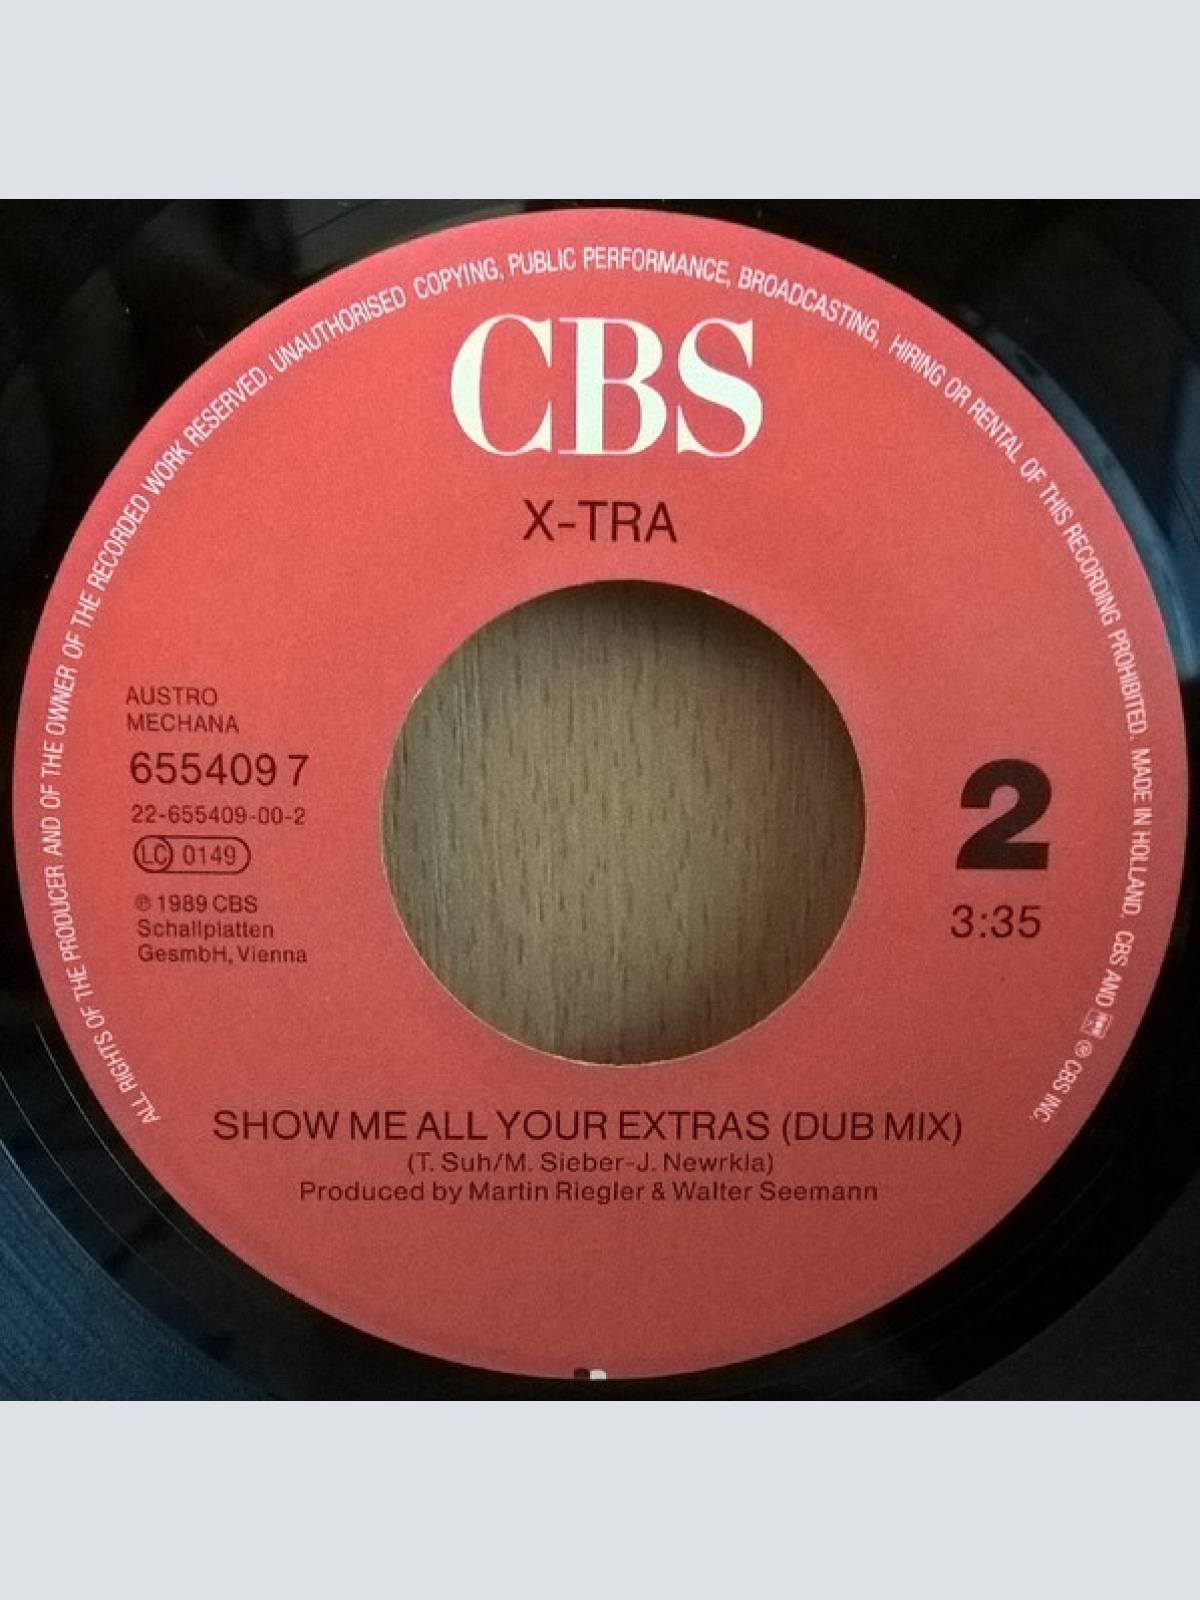 ALL RIGHTS OF THE PRODUCER AND OF THE OWNER OF THE RECORDED WORK RESERVED. UNAUTHORISED COPYING, PUBLIC PERFORMANCE, BROADCASTING, HIRING OR RENTAL OF THIS RECORDING PROHIBITED. MADE IN HOLLAND. CBS AND ℗ CBS INC.
CBS
X-TRA
AUSTRO
MECHANA
655409 7
22-655409-00-2
LC 0149
℗ 1989 CBS
Schallplatten
GesmbH, Vienna
2
3:35
SHOW ME ALL YOUR EXTRAS (DUB MIX)
(T. Suh/M. Sieber-J. Newrkla)
Produced by Martin Riegler & Walter Seemann